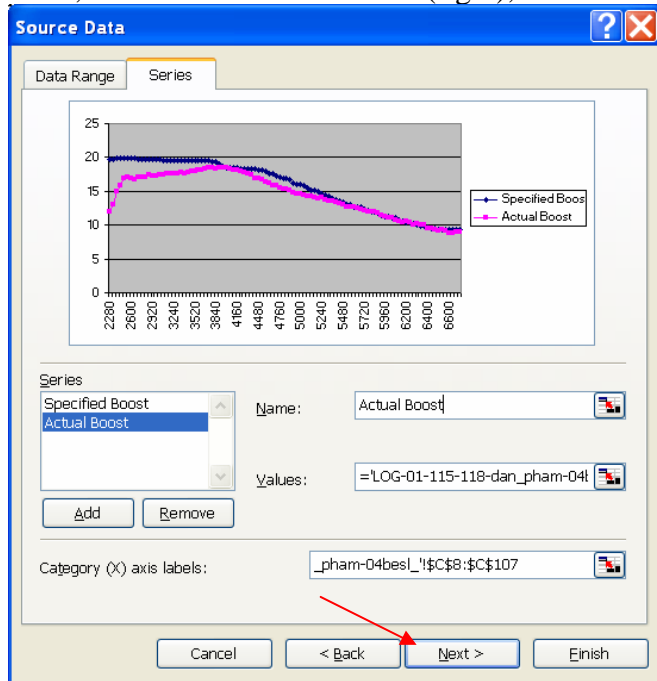 Source Data
Data Range Series
25
20
15
10
5
0
2280 2600 2920 3240 3520 3840 4160 4480 4760 5000 5240 5480 5720 5960 6200 6400 6600
Specified Boos
Actual Boost
Series
Specified Boost
Actual Boost
Name: Actual Boost
Values: ='LOG-01-115-118-dan_pham-04b
Add Remove
Category (X) axis labels: _pham-04besl_'!$C$8:$C$107
Cancel < Back Next > Finish